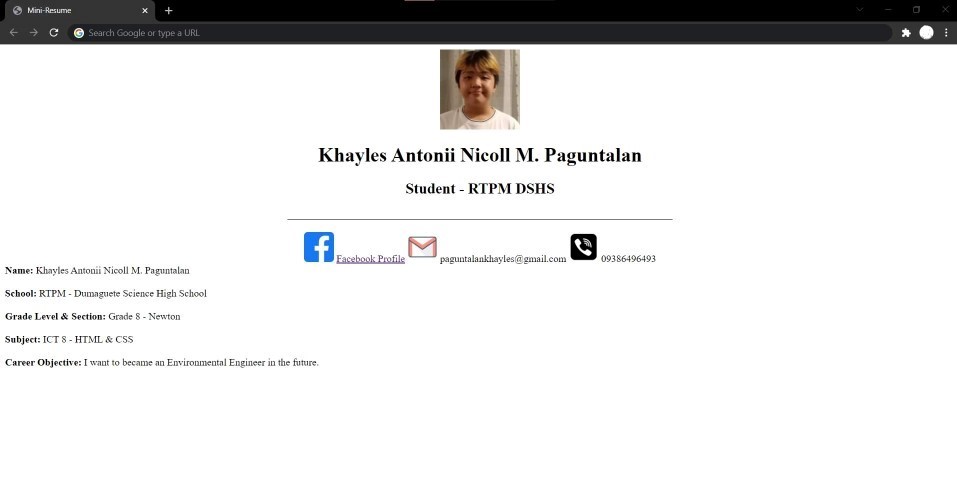 Mini-Resume
Search Google or type a URL
Khayles Antonii Nicoll M. Paguntalan
Student - RTPM DSHS
Facebook Profile paguntalankhayles@gmail.com 09386496493
Name: Khayles Antonii Nicoll M. Paguntalan
School: RTPM - Dumaguete Science High School
Grade Level & Section: Grade 8 - Newton
Subject: ICT 8 - HTML & CSS
Career Objective: I want to became an Environmental Engineer in the future.